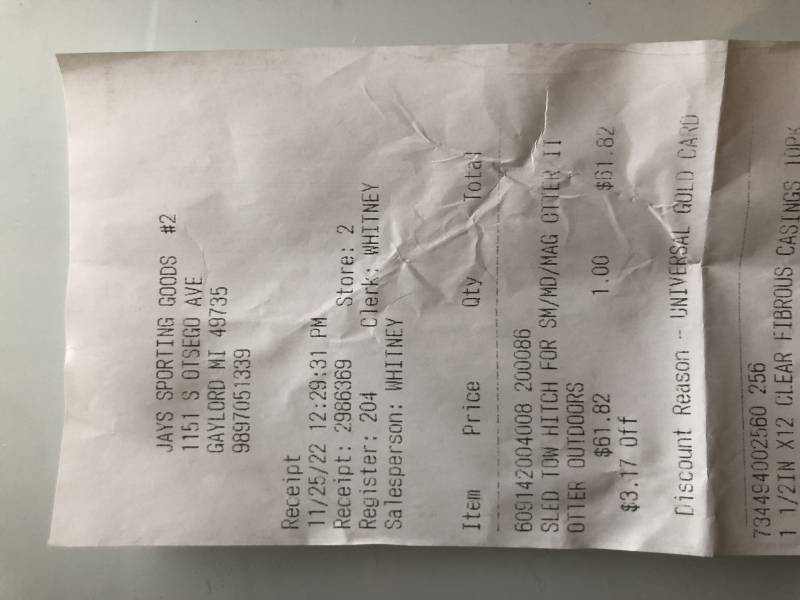 JAYS SPORTING GOODS #2
1151 S OTSEGO AVE
GAYLORD MI 49735
9897051339
Receipt
11/25/22 12:29:31 PM
Receipt: 2986369 Store: 2
Register: 204 Clerk: WHITNEY
Salesperson: WHITNEY
Item Price Qty Total
609142004008 200086
SLED TOW HITCH FOR SM/MD/MAG OTTER II
OTTER OUTDOORS
$61.82 1.00 $61.82
$3.17 Off
Discount Reason -- UNIVERSAL GOLD CARD
734494002560 256
1 1/2IN X12 CLEAR FIBROUS CASINGS 10PK